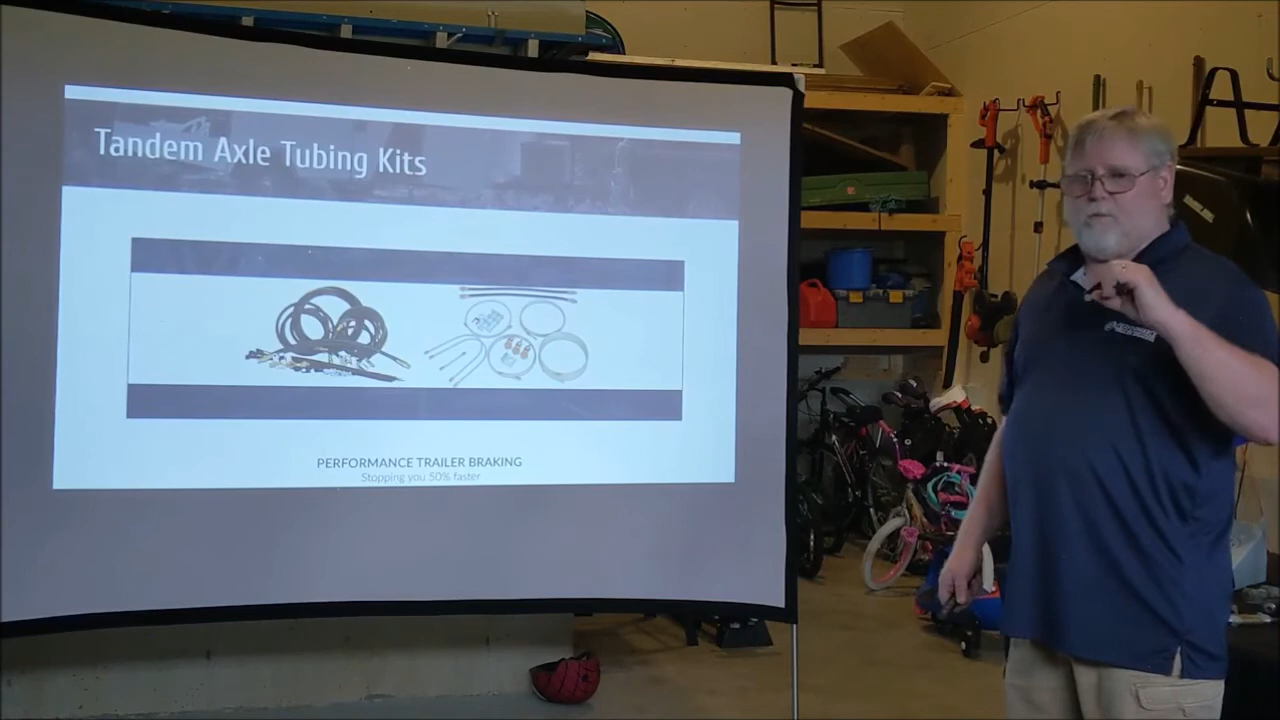 Tandem Axle Tubing Kits
PERFORMANCE TRAILER BRAKING
Stopping you 50% faster